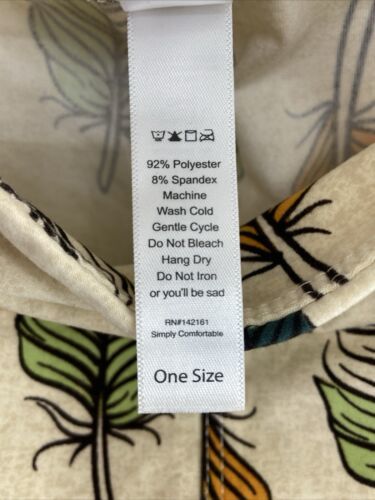 92% Polyester
8% Spandex
Machine
Wash Cold
Gentle Cycle
Do Not Bleach
Hang Dry
Do Not Iron
or you'll be sad
RN#142161
Simply Comfortable
One Size